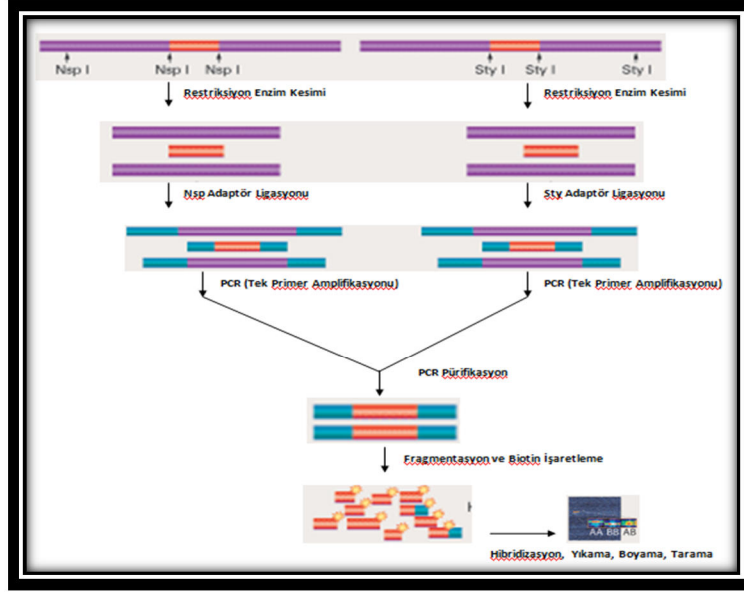 Nsp I Nsp I Nsp I Sty I Sty I Sty I
Restriksiyon Enzim Kesimi Restriksiyon Enzim Kesimi
Nsp Adaptör Ligasyonu Sty Adaptör Ligasyonu
PCR (Tek Primer Amplifikasyonu) PCR (Tek Primer Amplifikasyonu)
PCR Pürifikasyon
Fragmentasyon ve Biotin İşaretleme
AA BB AB
Hibridizasyon, Yıkama, Boyama, Tarama